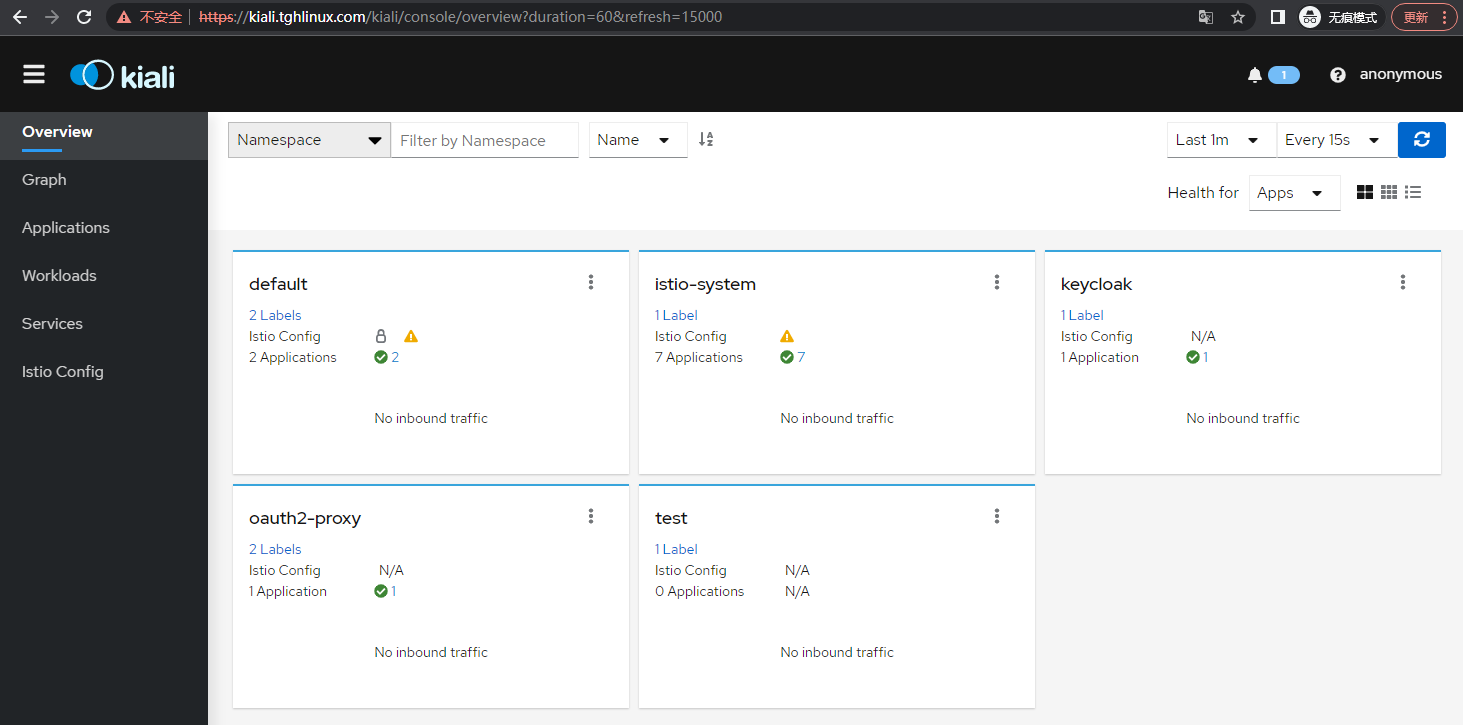 不安全 https://kiali.tghlinux.com/kiali/console/overview?duration=60&refresh=15000 无痕模式 更新
kiali 1 anonymous
Overview
Graph
Applications
Workloads
Services
Istio Config
Namespace Filter by Namespace Name Last 1m Every 15s
Health for Apps
default
2 Labels
Istio Config
2 Applications 2
No inbound traffic
istio-system
1 Label
Istio Config
7 Applications 7
No inbound traffic
keycloak
1 Label
Istio Config N/A
1 Application 1
No inbound traffic
oauth2-proxy
2 Labels
Istio Config N/A
1 Application 1
No inbound traffic
test
1 Label
Istio Config N/A
0 Applications N/A
No inbound traffic